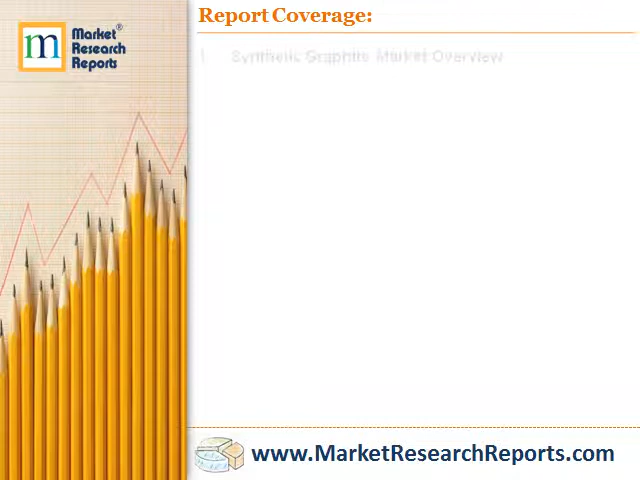 Report Coverage:
Market®
Research
Reports
m
Synthetic Graphite Market Overview
www.MarketResearchReports.com